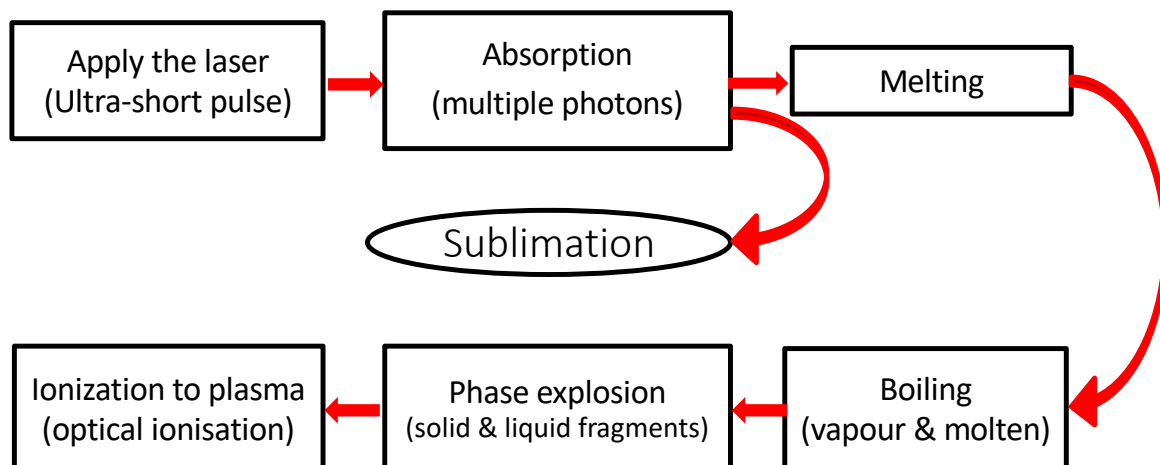 Apply the laser
(Ultra-short pulse)
Absorption
(multiple photons)
Melting
Sublimation
Ionization to plasma
(optical ionisation)
Phase explosion
(solid & liquid fragments)
Boiling
(vapour & molten)